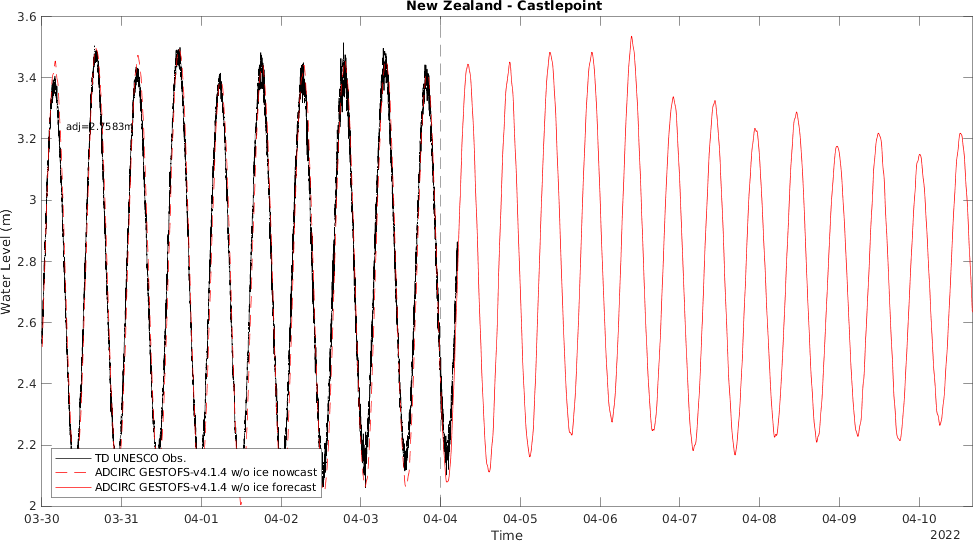 New Zealand - Castlepoint
3.6
3.4
3.2
3
2.8
2.6
2.4
2.2
2
Water Level (m)
adj=2.7583m
TD UNESCO Obs.
ADCIRC GESTOFS-v4.1.4 w/o ice nowcast
ADCIRC GESTOFS-v4.1.4 w/o ice forecast
03-30 03-31 04-01 04-02 04-03 04-04 04-05 04-06 04-07 04-08 04-09 04-10
Time
2022